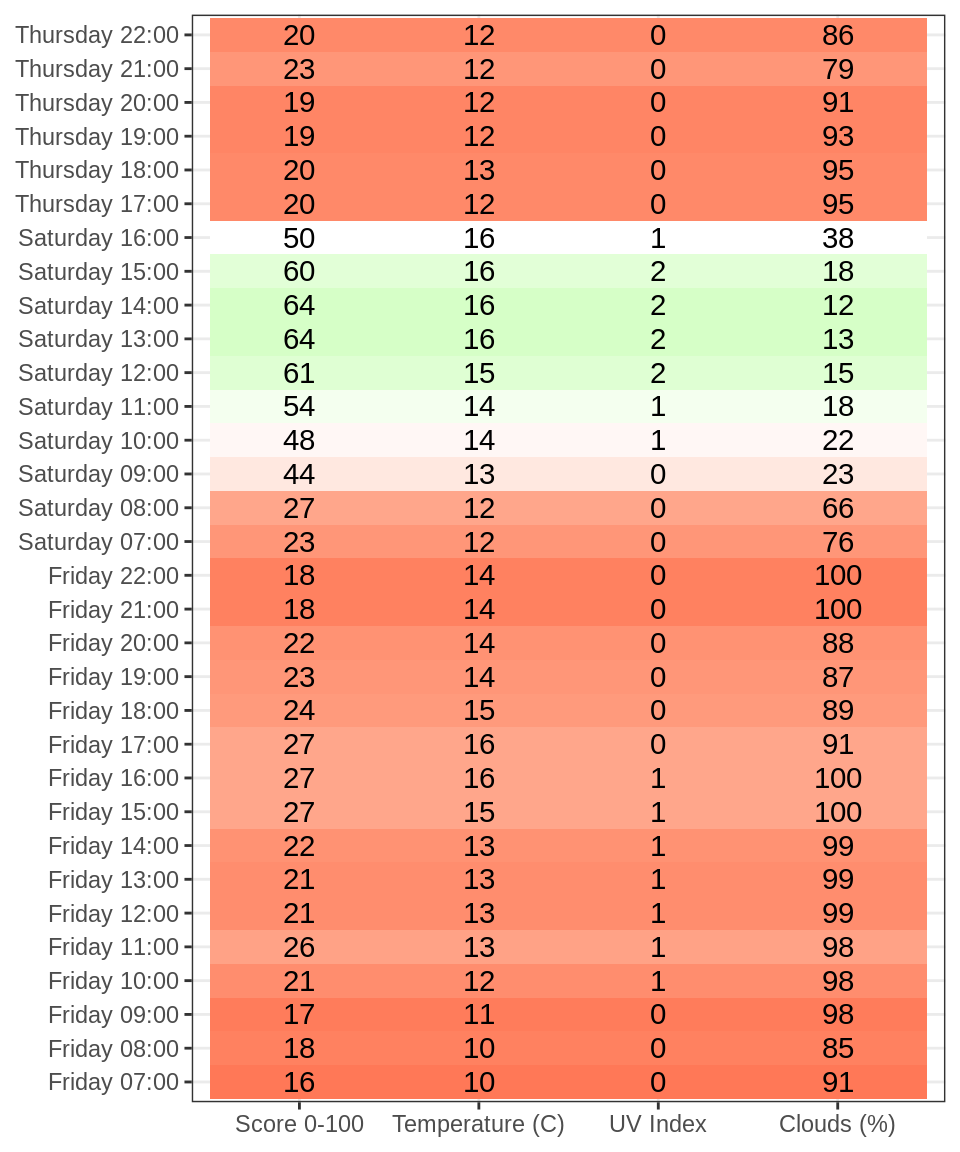 Thursday 22:00 20 12 0 86
Thursday 21:00 23 12 0 79
Thursday 20:00 19 12 0 91
Thursday 19:00 19 12 0 93
Thursday 18:00 20 13 0 95
Thursday 17:00 20 12 0 95
Saturday 16:00 50 16 1 38
Saturday 15:00 60 16 2 18
Saturday 14:00 64 16 2 12
Saturday 13:00 64 16 2 13
Saturday 12:00 61 15 2 15
Saturday 11:00 54 14 1 18
Saturday 10:00 48 14 1 22
Saturday 09:00 44 13 0 23
Saturday 08:00 27 12 0 66
Saturday 07:00 23 12 0 76
Friday 22:00 18 14 0 100
Friday 21:00 18 14 0 100
Friday 20:00 22 14 0 88
Friday 19:00 23 14 0 87
Friday 18:00 24 15 0 89
Friday 17:00 27 16 0 91
Friday 16:00 27 16 1 100
Friday 15:00 27 15 1 100
Friday 14:00 22 13 1 99
Friday 13:00 21 13 1 99
Friday 12:00 21 13 1 99
Friday 11:00 26 13 1 98
Friday 10:00 21 12 1 98
Friday 09:00 17 11 0 98
Friday 08:00 18 10 0 85
Friday 07:00 16 10 0 91
Score 0-100 Temperature (C) UV Index Clouds (%)